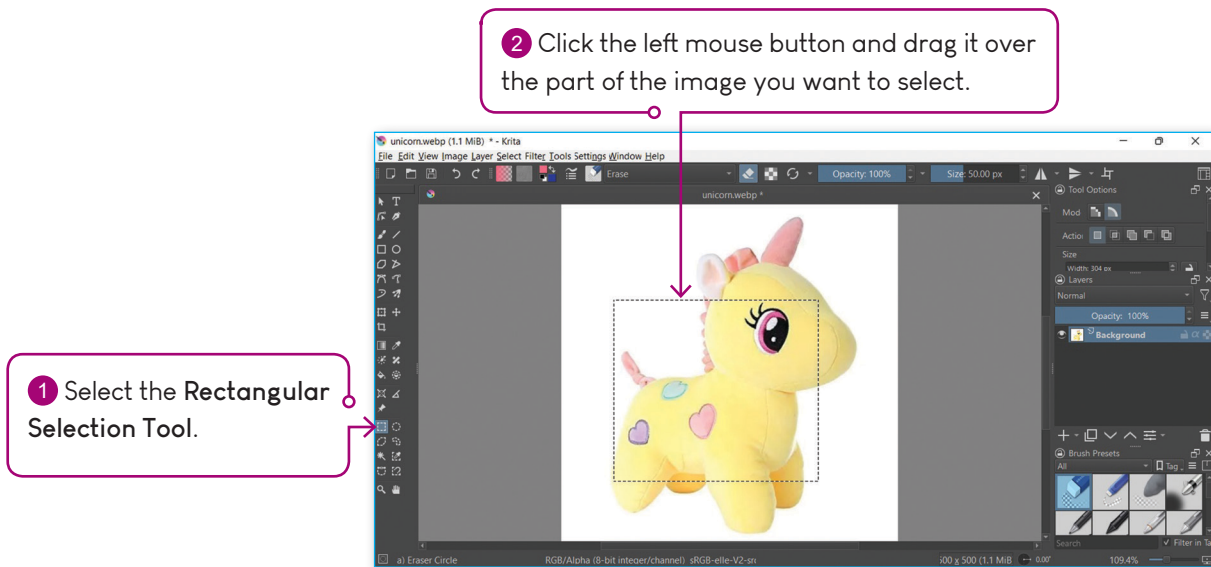 2 Click the left mouse button and drag it over
the part of the image you want to select.
unicorn.webp (1.1 MiB) * - Krita
File Edit View Image Layer Select Filter Tools Settings Window Help
Erase
Opacity: 100%
Size: 50.00 px
unicorn.webp *
Tool Options
Mod
Actio:
Size
Width: 304 px
Layers
Normal
Opacity: 100%
Background
1 Select the Rectangular
Selection Tool.
Brush Presets
All
Tag
Search
Filter in Ta
a) Eraser Circle
RGB/Alpha (8-bit integer/channel) sRGB-elle-V2-sr
500 x 500 (1.1 MiB
0.00°
109.4%